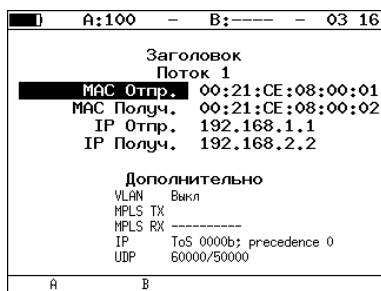 A:100 – B:---- – 03 16
Заголовок
Поток 1
MAC Отпр. 00:21:CE:08:00:01
MAC Получ. 00:21:CE:08:00:02
IP Отпр. 192.168.1.1
IP Получ. 192.168.2.2
Дополнительно
VLAN Выкл
MPLS TX
MPLS RX ----------
IP ToS 0000b; precedence 0
UDP 60000/50000
A B